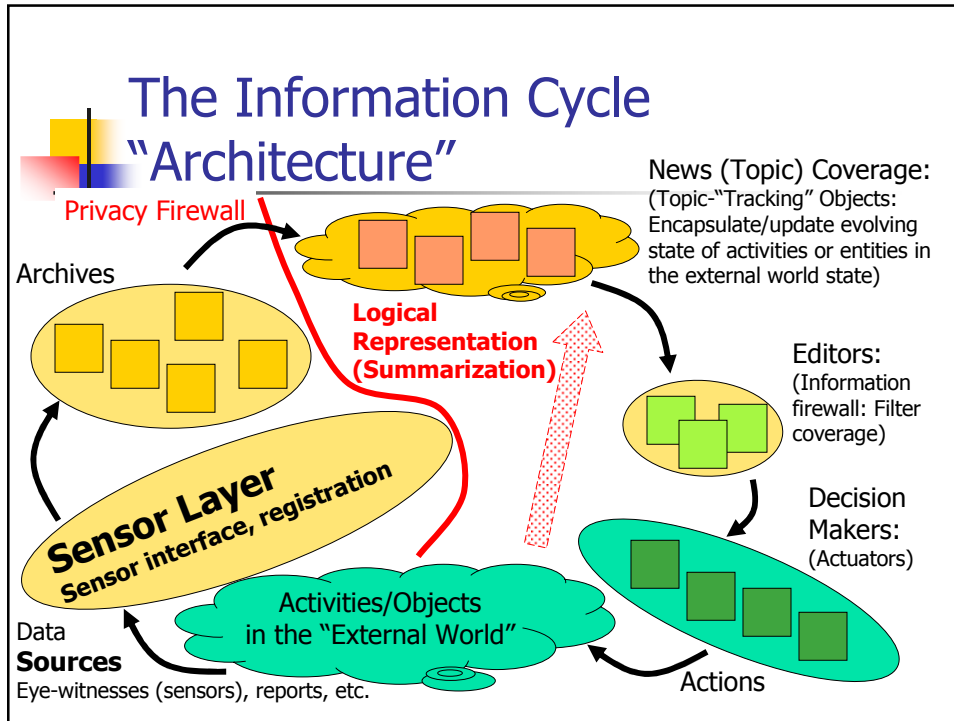 The Information Cycle
“Architecture”
Privacy Firewall
News (Topic) Coverage:
(Topic-“Tracking” Objects:
Encapsulate/update evolving
state of activities or entities in
the external world state)
Archives
Logical
Representation
(Summarization)
Editors:
(Information
firewall: Filter
coverage)
Sensor Layer
Sensor interface, registration
Decision
Makers:
(Actuators)
Activities/Objects
in the “External World”
Data
Sources
Eye-witnesses (sensors), reports, etc.
Actions